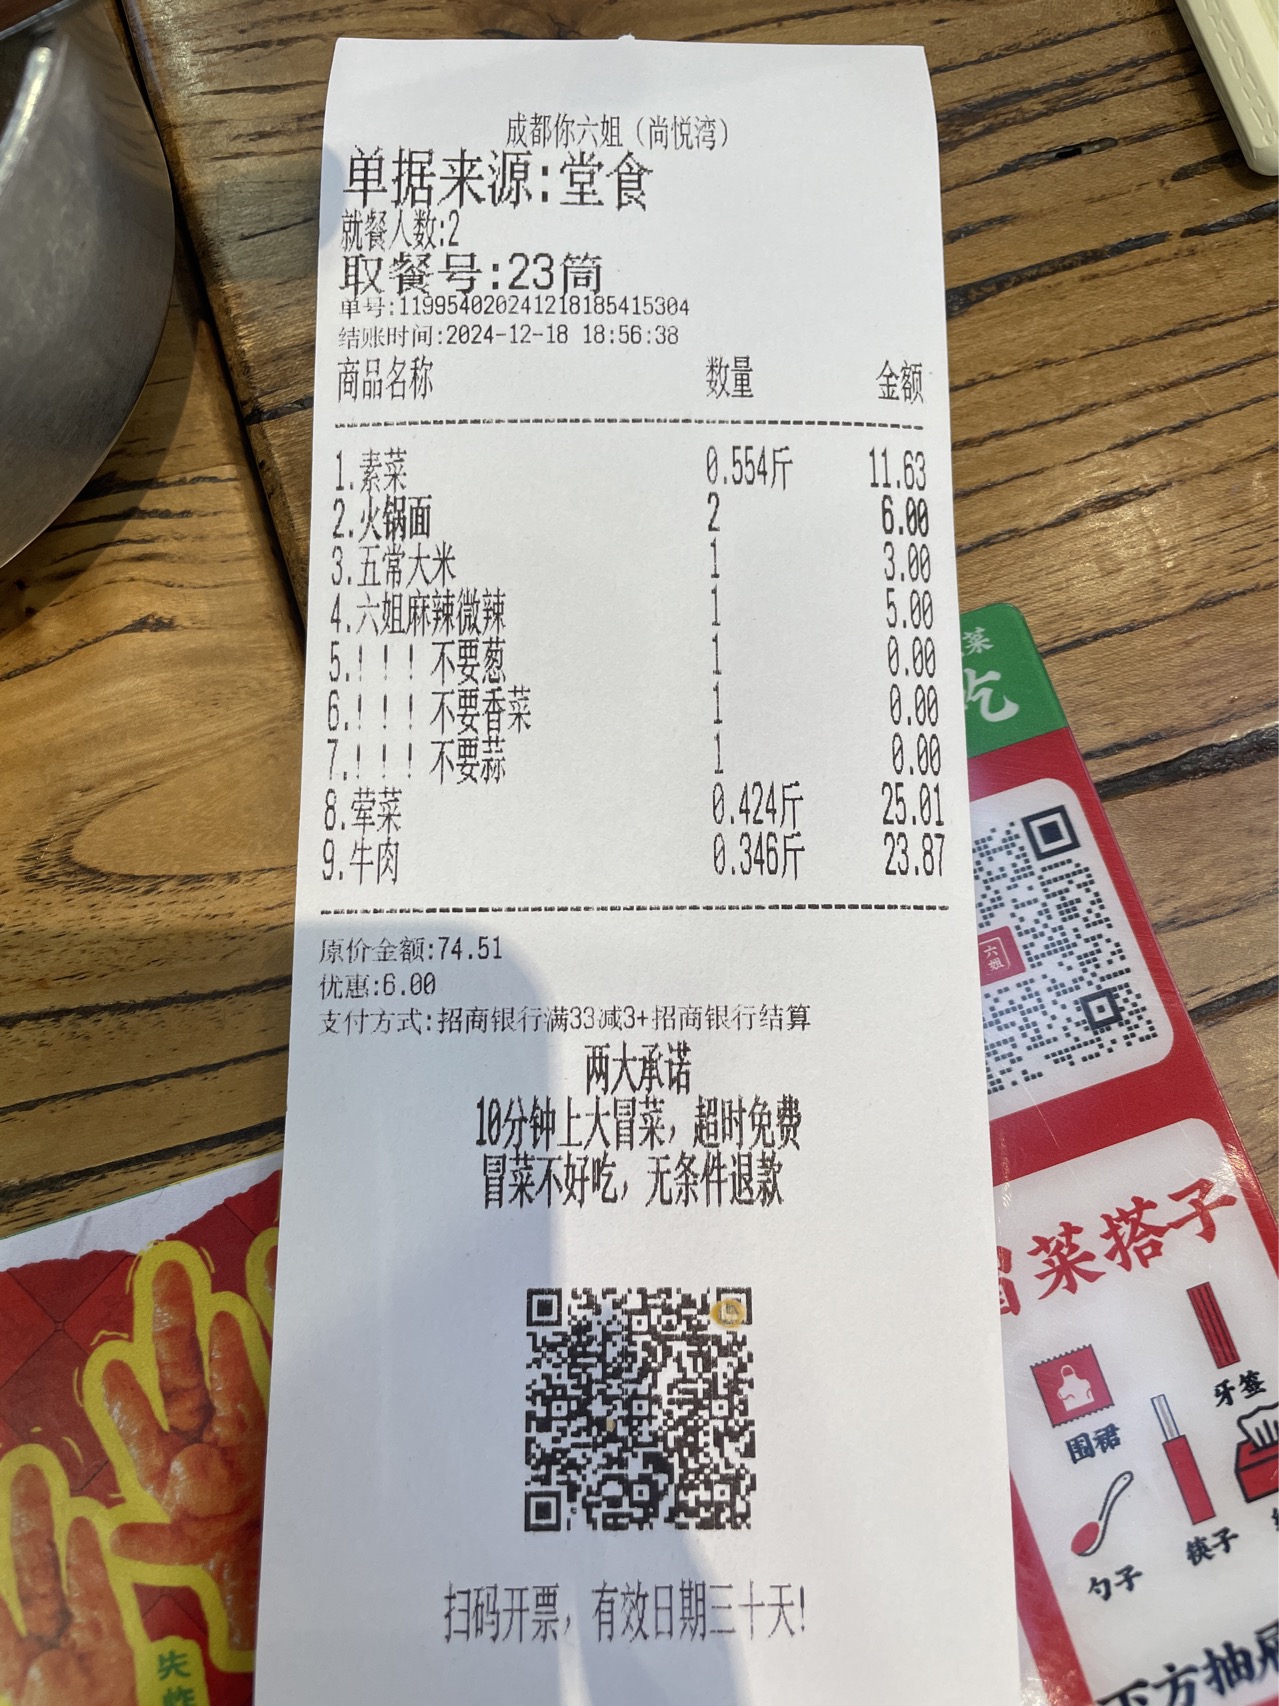 成都你六姐（尚悦湾）
单据来源:堂食
就餐人数:2
取餐号:23筒
单号:119954020241218185415304
结账时间:2024-12-18 18:56:38
商品名称 数量 金额
1.素菜 0.554斤 11.63
2.火锅面 2 6.00
3.五常大米 1 3.00
4.六姐麻辣微辣 1 5.00
5.!!!不要葱 1 0.00
6.!!!不要香菜 1 0.00
7.!!!不要蒜 1 0.00
8.荤菜 0.424斤 25.01
9.牛肉 0.346斤 23.87
原价金额:74.51
优惠:6.00
支付方式:招商银行满33减3+招商银行结算
两大承诺
10分钟上大冒菜，超时免费
冒菜不好吃，无条件退款
扫码开票，有效日期三十天!
菜
吃
六姐
菜搭子
围裙
牙签
勺子
筷子
下方抽屉